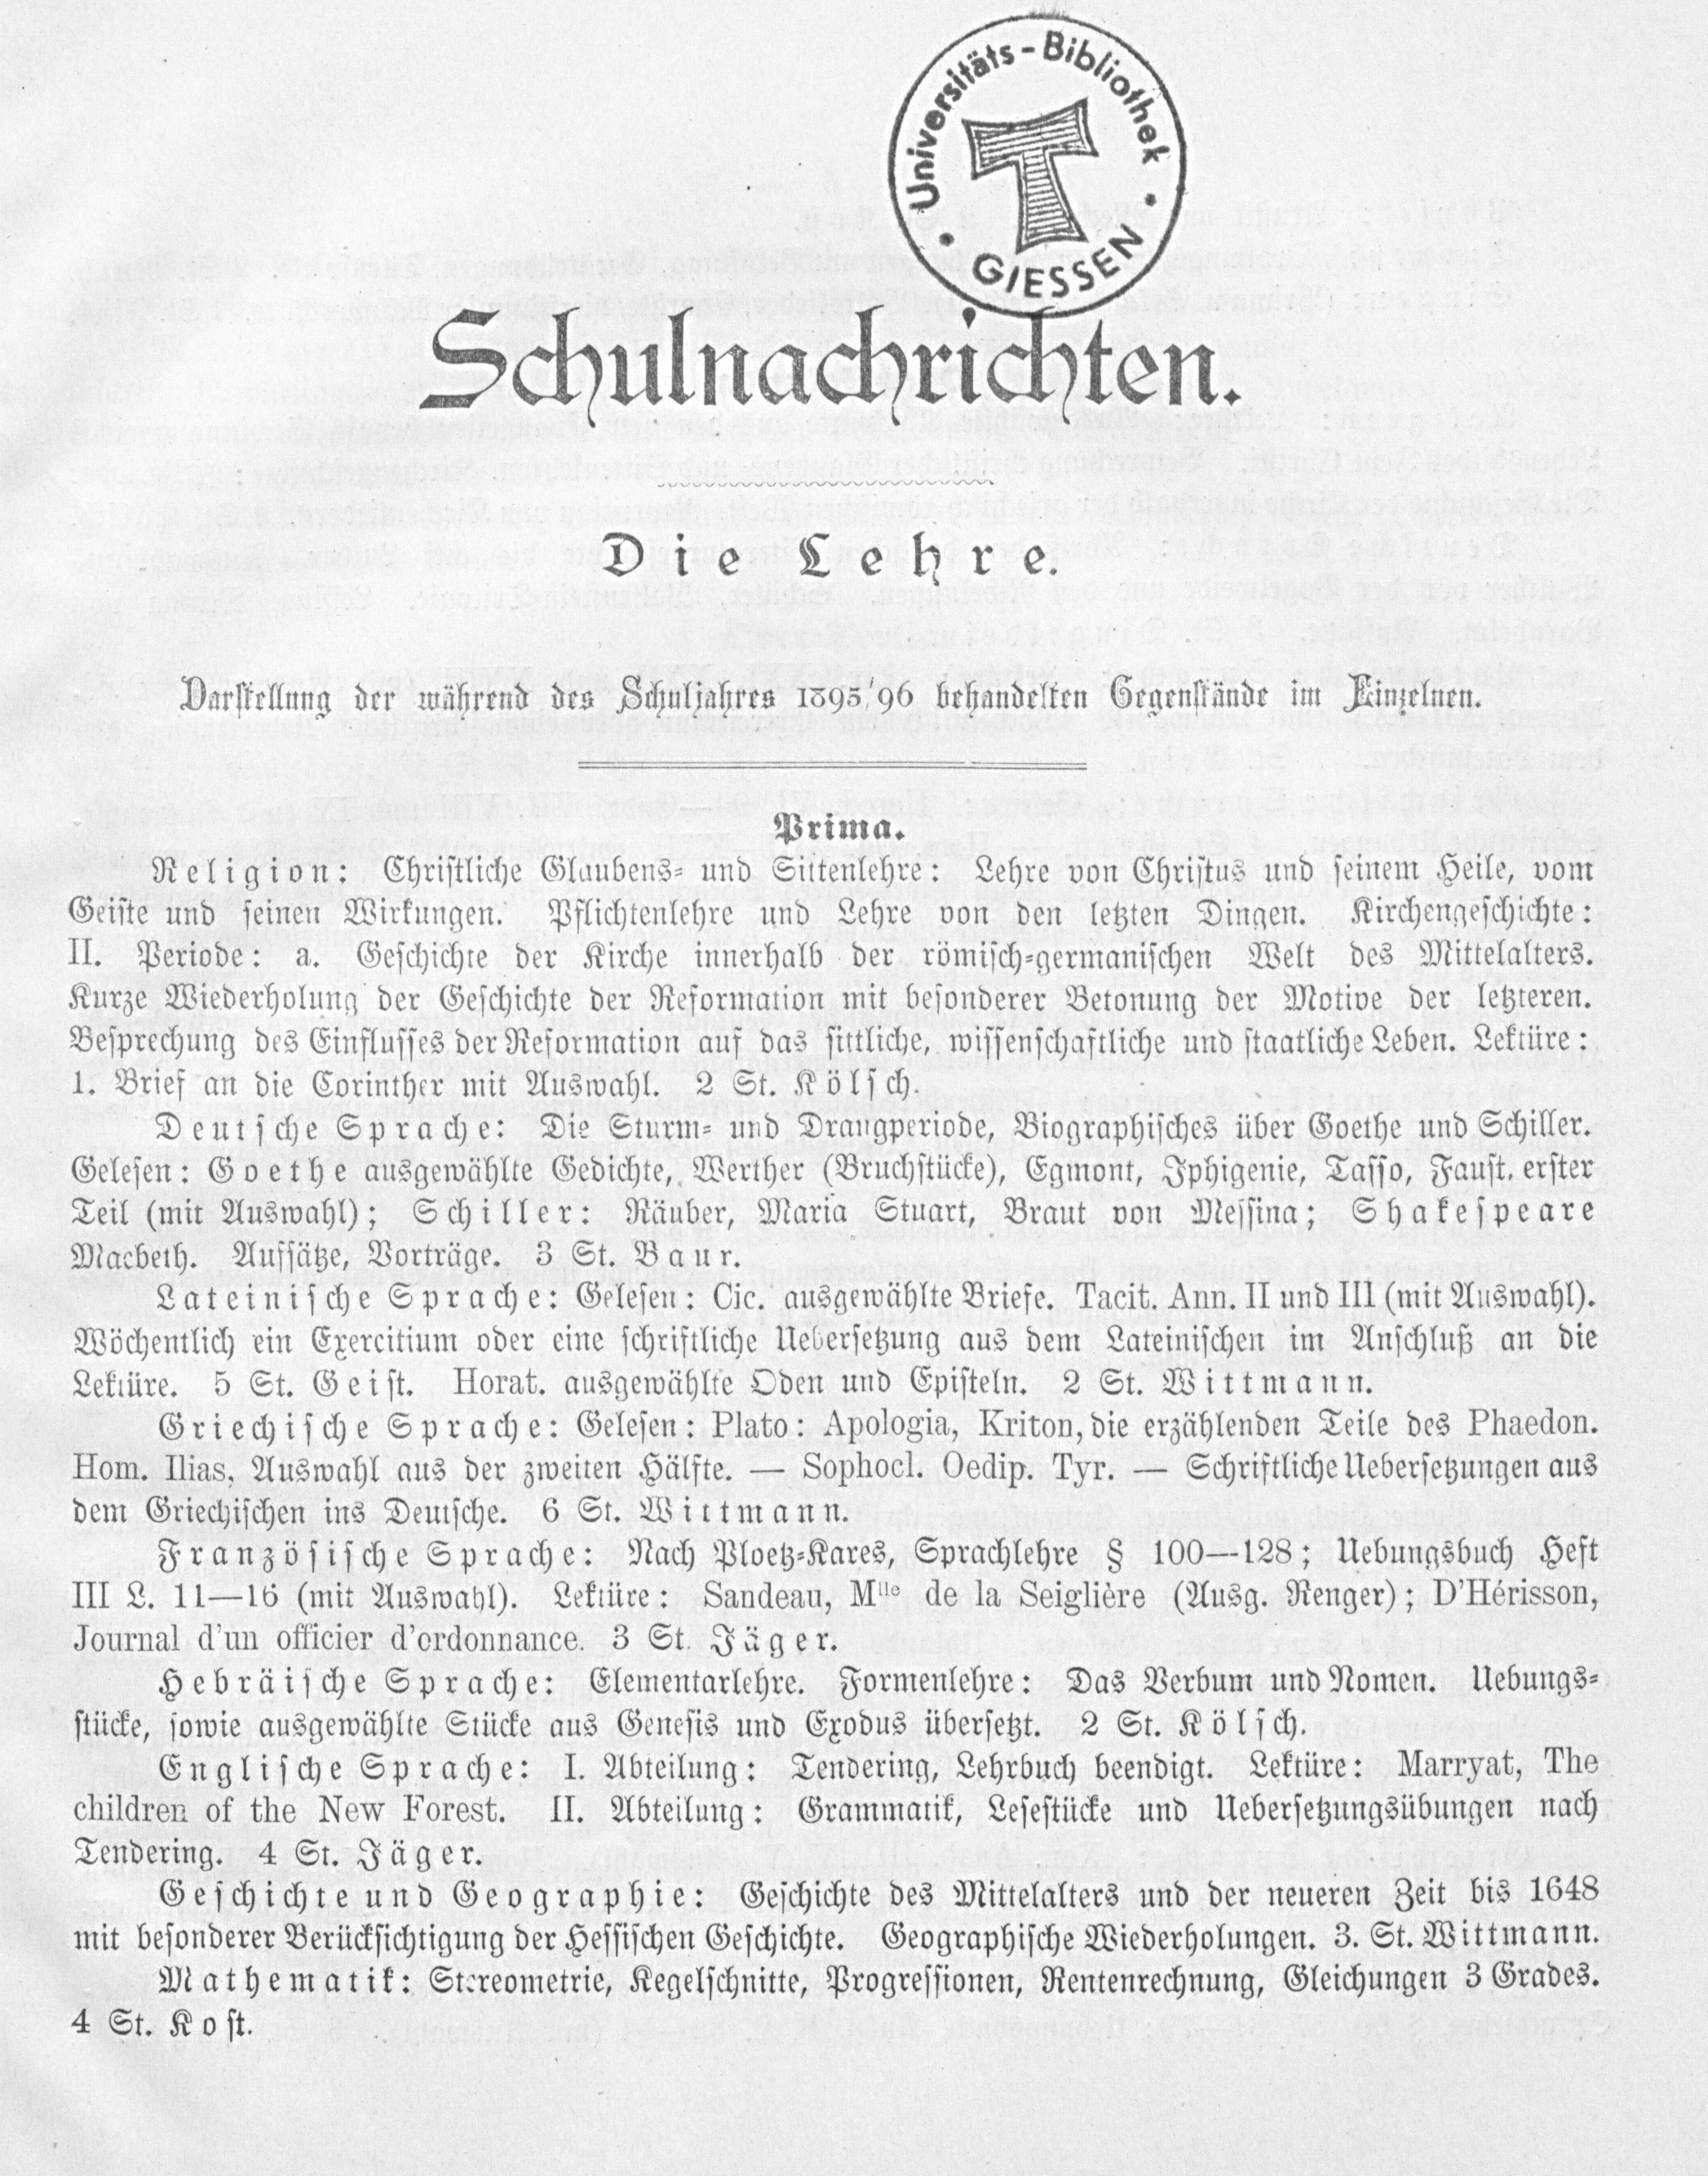 Universitäts-Bibliothek
GIESSEN
Schulnachrichten.
Die Lehre.
Darstellung der während des Schuljahres 1895/96 behandelten Gegenstände im Einzelnen.
Prima.
Religion: Christliche Glaubens- und Sittenlehre: Lehre von Christus und seinem Heile, vom
Geiste und seinen Wirkungen. Pflichtenlehre und Lehre von den letzten Dingen. Kirchengeschichte:
II. Periode: a. Geschichte der Kirche innerhalb der römisch-germanischen Welt des Mittelalters.
Kurze Wiederholung der Geschichte der Reformation mit besonderer Betonung der Motive der letzteren.
Besprechung des Einflusses der Reformation auf das sittliche, wissenschaftliche und staatliche Leben. Lektüre:
1. Brief an die Corinther mit Auswahl. 2 St. Kölsch.
Deutsche Sprache: Die Sturm- und Drangperiode, Biographisches über Goethe und Schiller.
Gelesen: Goethe ausgewählte Gedichte, Werther (Bruchstücke), Egmont, Iphigenie, Tasso, Faust, erster
Teil (mit Auswahl); Schiller: Räuber, Maria Stuart, Braut von Messina; Shakespeare
Macbeth. Aufsätze, Vorträge. 3 St. Baur.
Lateinische Sprache: Gelesen: Cic. ausgewählte Briefe. Tacit. Ann. II und III (mit Auswahl).
Wöchentlich ein Exercitium oder eine schriftliche Uebersetzung aus dem Lateinischen im Anschluß an die
Lektüre. 5 St. Geist. Horat. ausgewählte Oden und Episteln. 2 St. Wittmann.
Griechische Sprache: Gelesen: Plato: Apologia, Kriton, die erzählenden Teile des Phaedon.
Hom. Ilias, Auswahl aus der zweiten Hälfte. — Sophocl. Oedip. Tyr. — Schriftliche Uebersetzungen aus
dem Griechischen ins Deutsche. 6 St. Wittmann.
Französische Sprache: Nach Ploetz-Kares, Sprachlehre § 100—128; Uebungsbuch Heft
III L. 11—16 (mit Auswahl). Lektüre: Sandeau, Mlle de la Seiglière (Ausg. Renger); D'Hérisson,
Journal d'un officier d'ordonnance. 3 St. Jäger.
Hebräische Sprache: Elementarlehre. Formenlehre: Das Verbum und Nomen. Uebungs-
stücke, sowie ausgewählte Stücke aus Genesis und Exodus übersetzt. 2 St. Kölsch.
Englische Sprache: I. Abteilung: Tendering, Lehrbuch beendigt. Lektüre: Marryat, The
children of the New Forest. II. Abteilung: Grammatik, Lesestücke und Uebersetzungsübungen nach
Tendering. 4 St. Jäger.
Geschichte und Geographie: Geschichte des Mittelalters und der neueren Zeit bis 1648
mit besonderer Berücksichtigung der Hessischen Geschichte. Geographische Wiederholungen. 3. St. Wittmann.
Mathematik: Stereometrie, Kegelschnitte, Progressionen, Rentenrechnung, Gleichungen 3 Grades.
4 St. Kost.